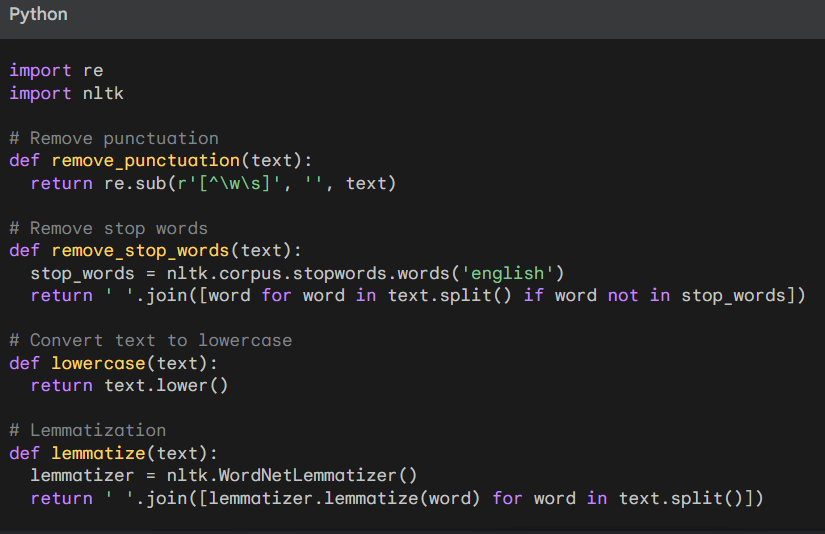 Python
import re
import nltk
# Remove punctuation
def remove_punctuation(text):
  return re.sub(r'[^\w\s]', '', text)
# Remove stop words
def remove_stop_words(text):
  stop_words = nltk.corpus.stopwords.words('english')
  return ' '.join([word for word in text.split() if word not in stop_words])
# Convert text to lowercase
def lowercase(text):
  return text.lower()
# Lemmatization
def lemmatize(text):
  lemmatizer = nltk.WordNetLemmatizer()
  return ' '.join([lemmatizer.lemmatize(word) for word in text.split()])